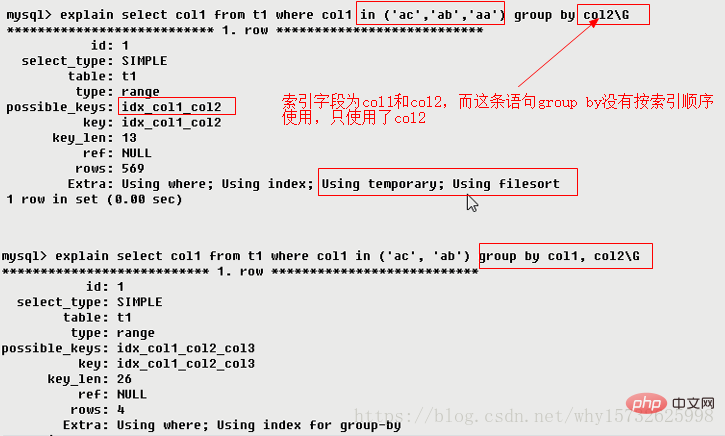 mysql> explain select col1 from t1 where col1 in ('ac','ab','aa') group by col2\G
*************************** 1. row ***************************
id: 1
select_type: SIMPLE
table: t1
type: range
possible_keys: idx_col1_col2
key: idx_col1_col2
key_len: 13
ref: NULL
rows: 569
Extra: Using where; Using index; Using temporary; Using filesort
1 row in set (0.00 sec)
索引字段为col1和col2，而这条语句group by没有按索引顺序
使用，只使用了col2
mysql> explain select col1 from t1 where col1 in ('ac', 'ab') group by col1, col2\G
*************************** 1. row ***************************
id: 1
select_type: SIMPLE
table: t1
type: range
possible_keys: idx_col1_col2_col3
key: idx_col1_col2_col3
key_len: 26
ref: NULL
rows: 4
Extra: Using where; Using index for group-by
https://blog.csdn.net/why15732625998
php 中文网